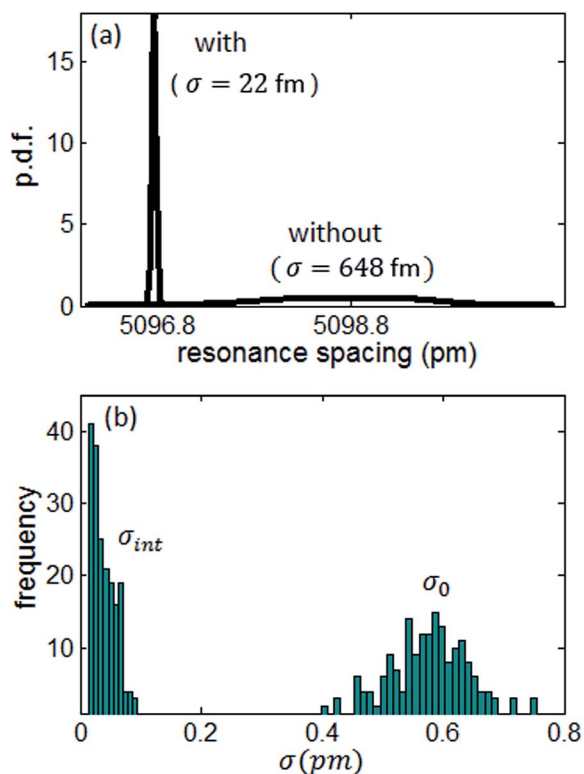 (a)
with
( σ = 22 fm)
without
( σ = 648 fm)
p.d.f.
15
10
5
0
5096.8 5098.8
resonance spacing (pm)
(b)
σint
σ0
frequency
40
30
20
10
0 0.2 0.4 0.6 0.8
σ(pm)